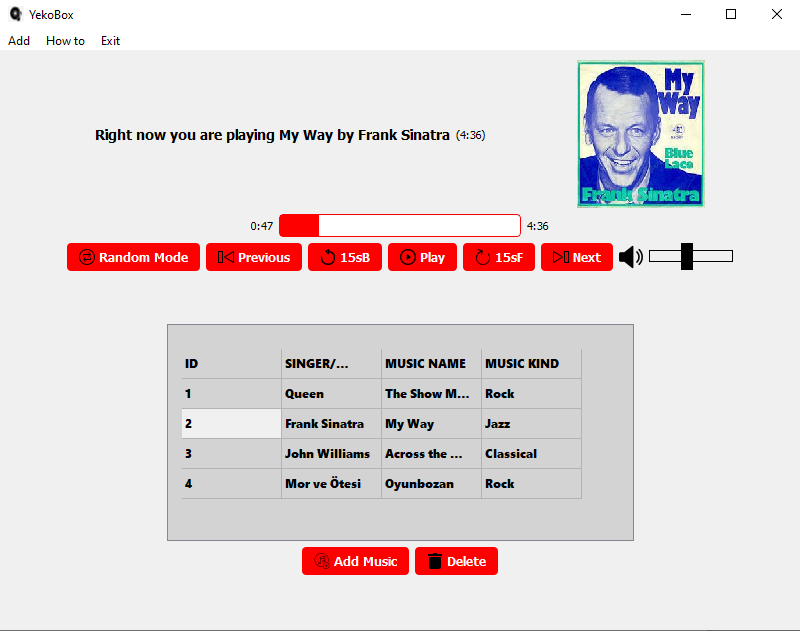 YekoBox
Add How to Exit
My
Way
Right now you are playing My Way by Frank Sinatra (4:36)
Blue
Lace
Frank Sinatra
0:47 4:36
Random Mode Previous 15sB Play 15sF Next
ID SINGER/... MUSIC NAME MUSIC KIND
1 Queen The Show M... Rock
2 Frank Sinatra My Way Jazz
3 John Williams Across the ... Classical
4 Mor ve Ötesi Oyunbozan Rock
Add Music Delete